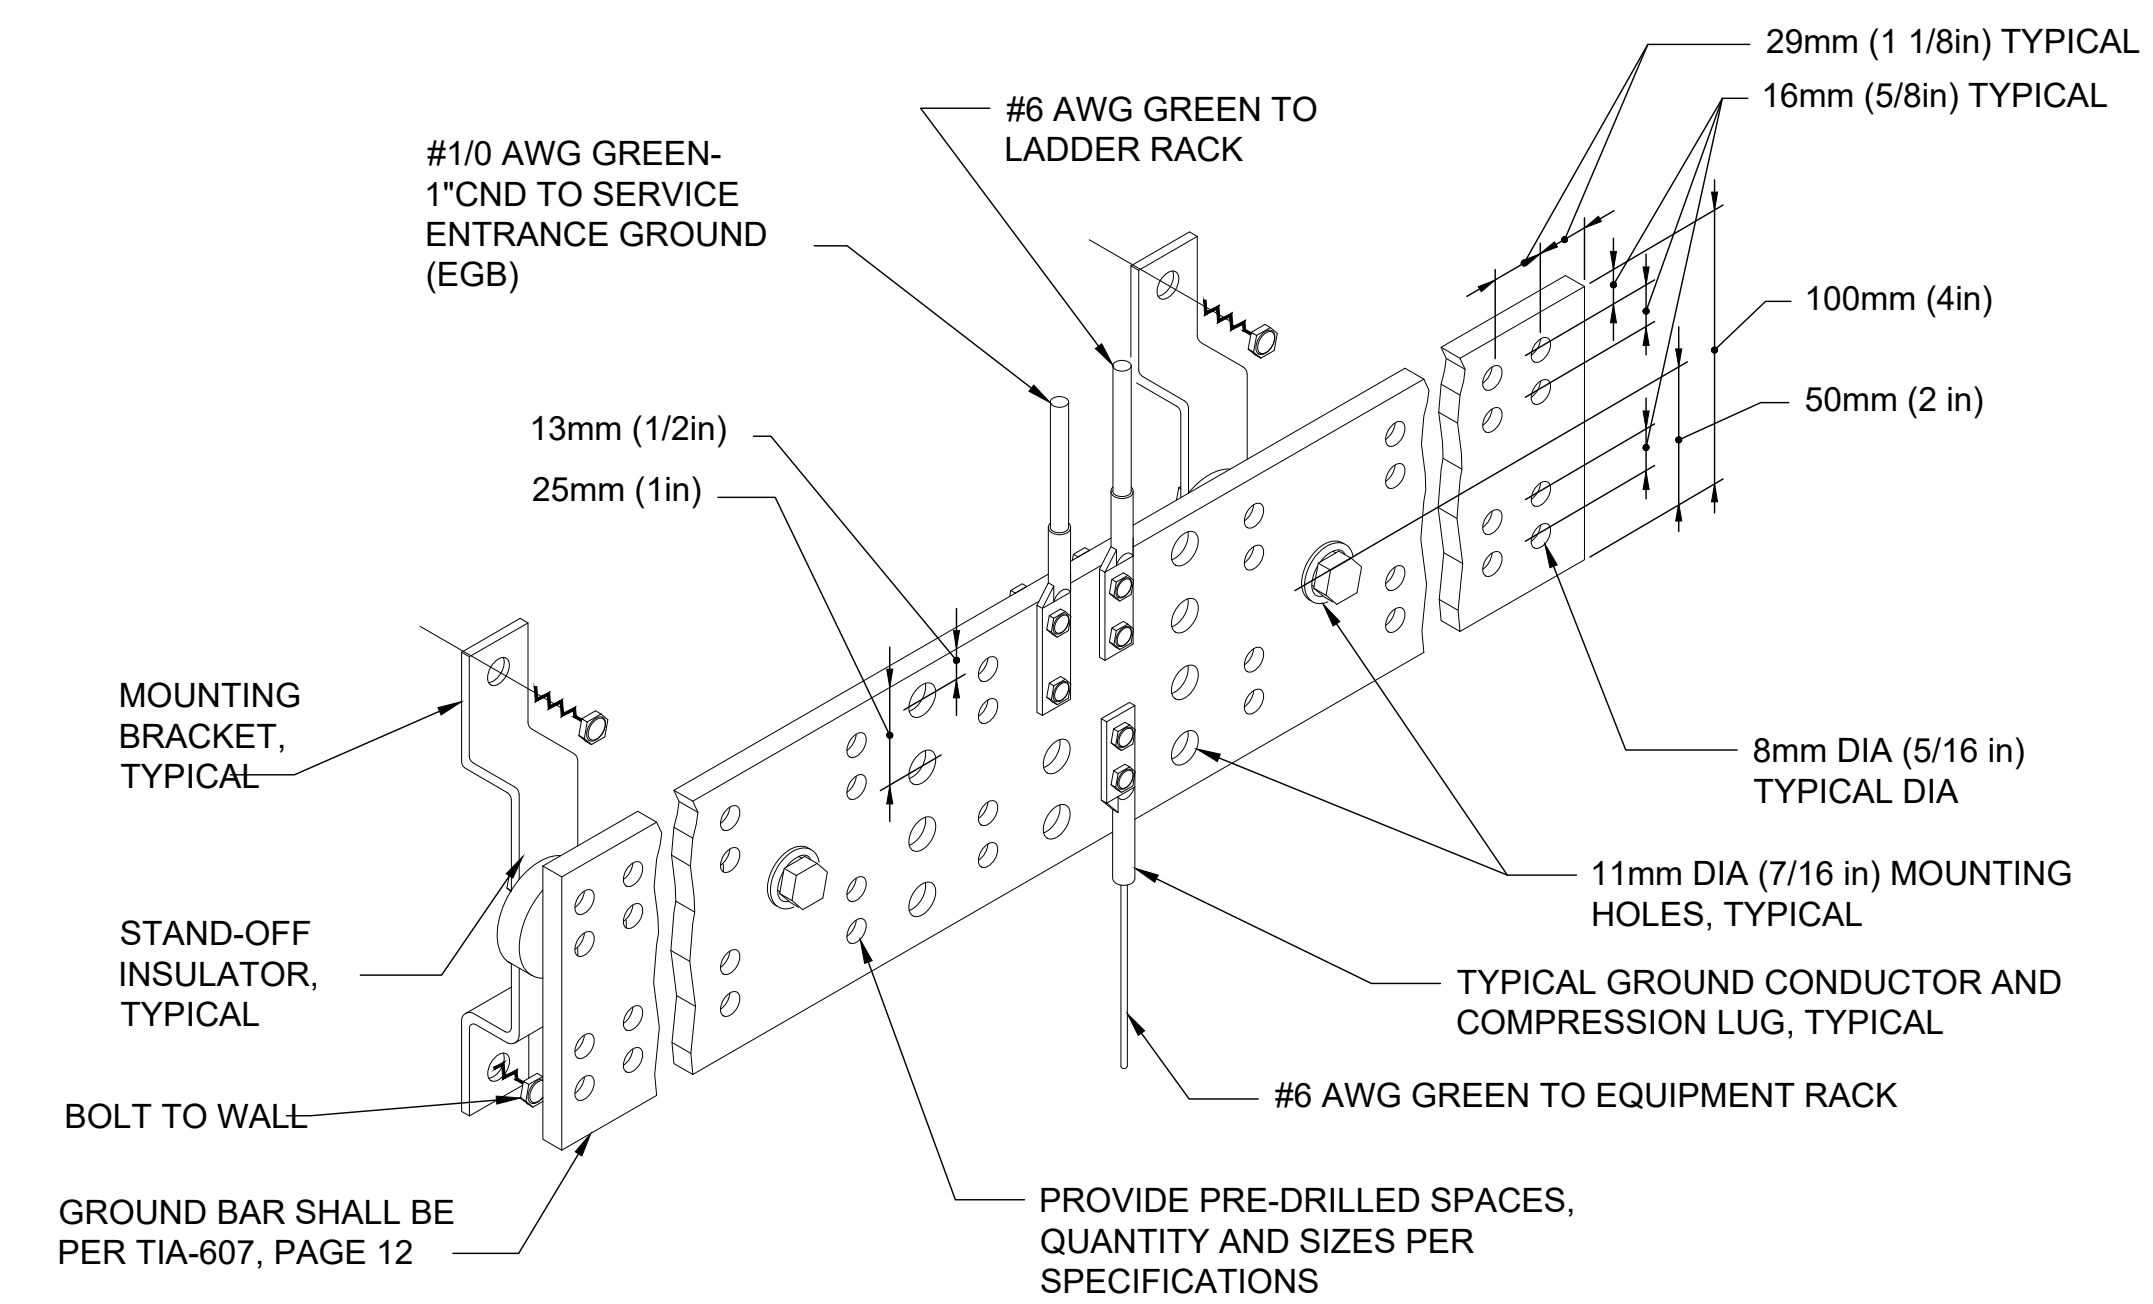 29mm (1 1/8in) TYPICAL
16mm (5/8in) TYPICAL
#6 AWG GREEN TO
LADDER RACK
#1/0 AWG GREEN-
1"CND TO SERVICE
ENTRANCE GROUND
(EGB)
100mm (4in)
50mm (2 in)
13mm (1/2in)
25mm (1in)
MOUNTING
BRACKET,
TYPICAL
8mm DIA (5/16 in)
TYPICAL DIA
11mm DIA (7/16 in) MOUNTING
HOLES, TYPICAL
STAND-OFF
INSULATOR,
TYPICAL
TYPICAL GROUND CONDUCTOR AND
COMPRESSION LUG, TYPICAL
#6 AWG GREEN TO EQUIPMENT RACK
BOLT TO WALL
GROUND BAR SHALL BE
PER TIA-607, PAGE 12
PROVIDE PRE-DRILLED SPACES,
QUANTITY AND SIZES PER
SPECIFICATIONS